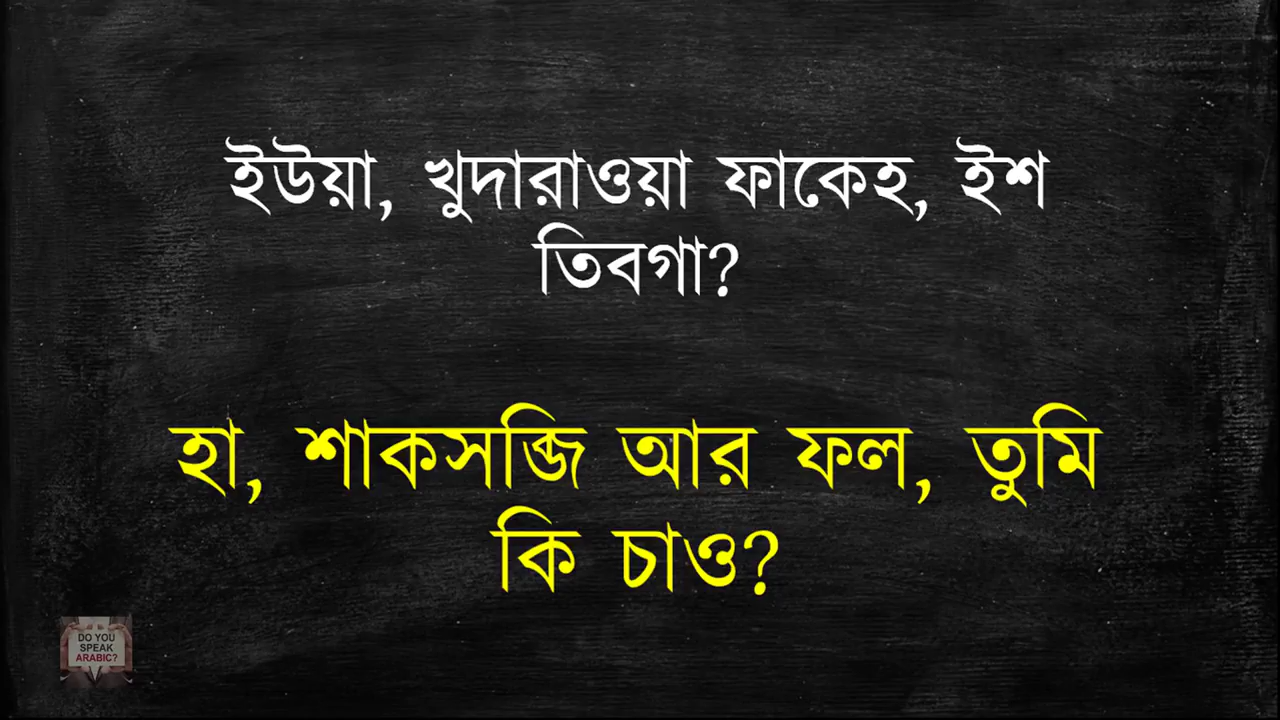 ইউয়া, খুদারাওয়া ফাকেহ, ইশ
তিবগা?
হা, শাকসব্জি আর ফল, তুমি
কি চাও?
DO YOU
SPEAK
ARABIC?